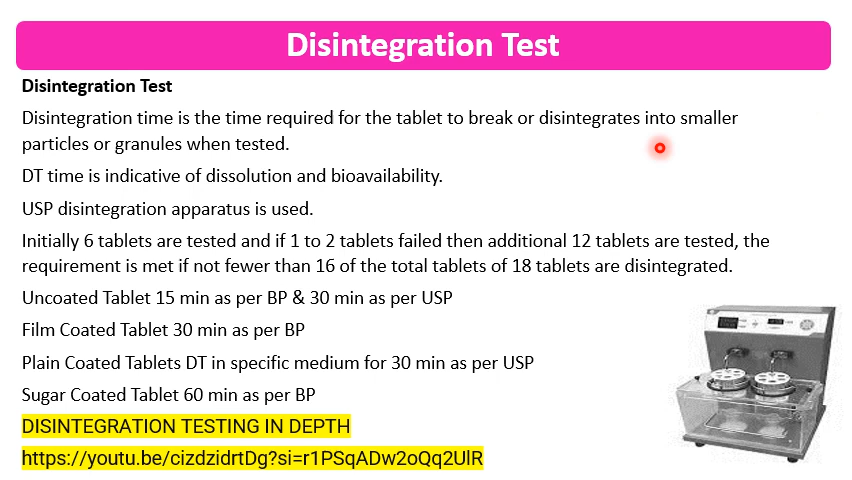 Disintegration Test
Disintegration Test
Disintegration time is the time required for the tablet to break or disintegrates into smaller
particles or granules when tested.
DT time is indicative of dissolution and bioavailability.
USP disintegration apparatus is used.
Initially 6 tablets are tested and if 1 to 2 tablets failed then additional 12 tablets are tested, the
requirement is met if not fewer than 16 of the total tablets of 18 tablets are disintegrated.
Uncoated Tablet 15 min as per BP & 30 min as per USP
Film Coated Tablet 30 min as per BP
Plain Coated Tablets DT in specific medium for 30 min as per USP
Sugar Coated Tablet 60 min as per BP
DISINTEGRATION TESTING IN DEPTH
https://youtu.be/cizdzidrtDg?si=r1PSqADw2oQq2UlR